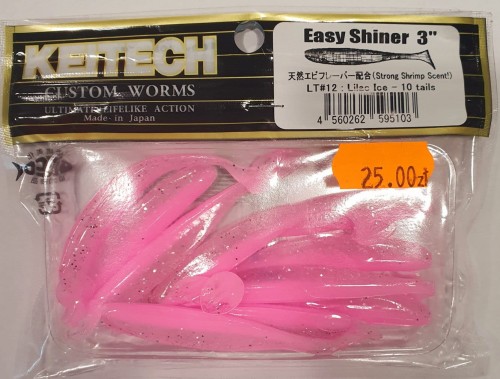 KEITECH
CUSTOM WORMS
ULTIMATE LIFELIKE ACTION
Made in Japan
Easy Shiner 3"
天然エビフレーバー配合(Strong Shrimp Scent!)
LT#12 : Lilac Ice - 10 tails
4 560262 595103
25.00zł